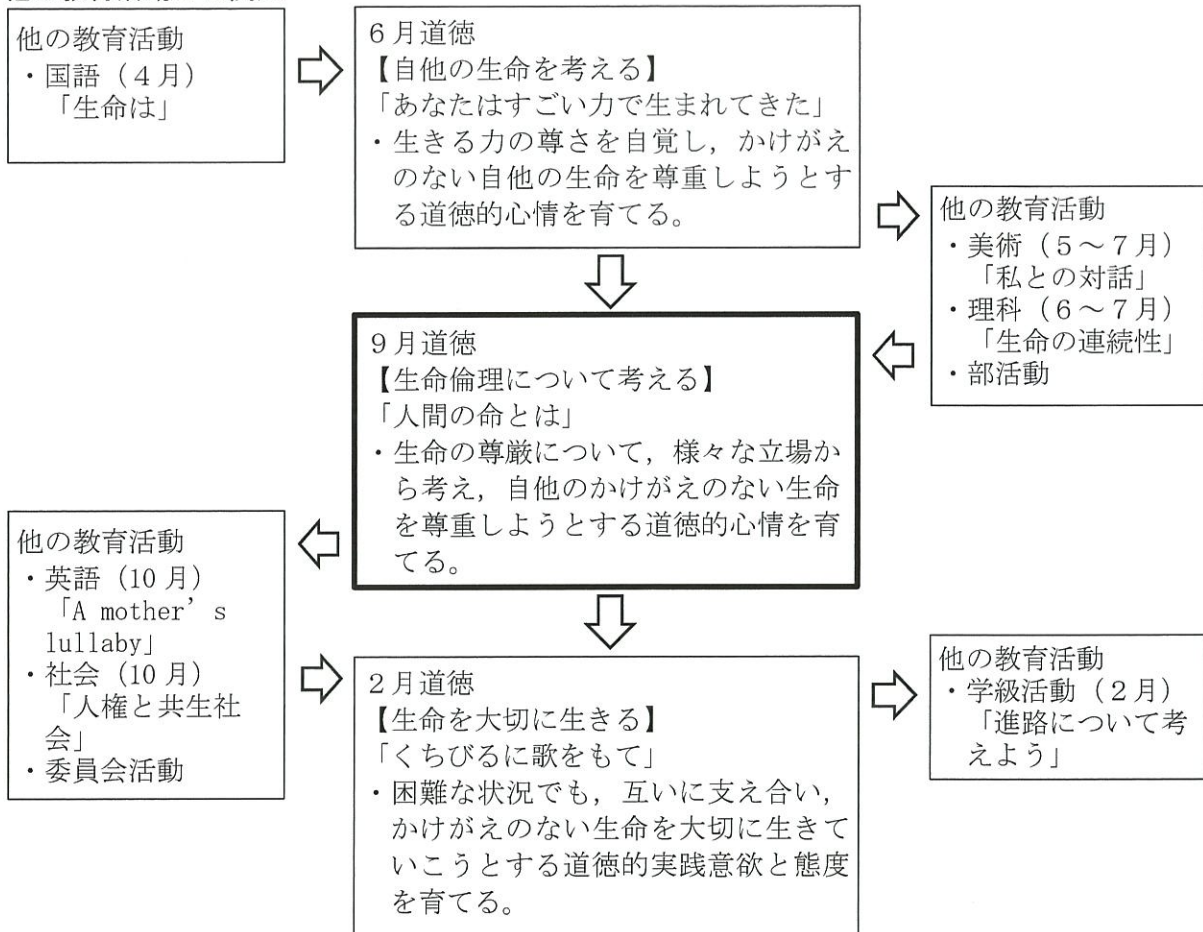 他の教育活動
・国語（４月）
「生命は」
６月道徳
【自他の生命を考える】
「あなたはすごい力で生まれてきた」
・生きる力の尊さを自覚し，かけがえ
のない自他の生命を尊重しようとす
る道徳的心情を育てる。
他の教育活動
・美術（５～７月）
「私との対話」
・理科（６～７月）
「生命の連続性」
・部活動
９月道徳
【生命倫理について考える】
「人間の命とは」
・生命の尊厳について，様々な立場か
ら考え，自他のかけがえのない生命
を尊重しようとする道徳的心情を育
てる。
他の教育活動
・英語（10 月）
「A mother’s
lullaby」
・社会（10 月）
「人権と共生社
会」
・委員会活動
２月道徳
【生命を大切に生きる】
「くちびるに歌をもて」
・困難な状況でも，互いに支え合い，
かけがえのない生命を大切に生きて
いこうとする道徳的実践意欲と態度
を育てる。
他の教育活動
・学級活動（２月）
「進路について考
えよう」